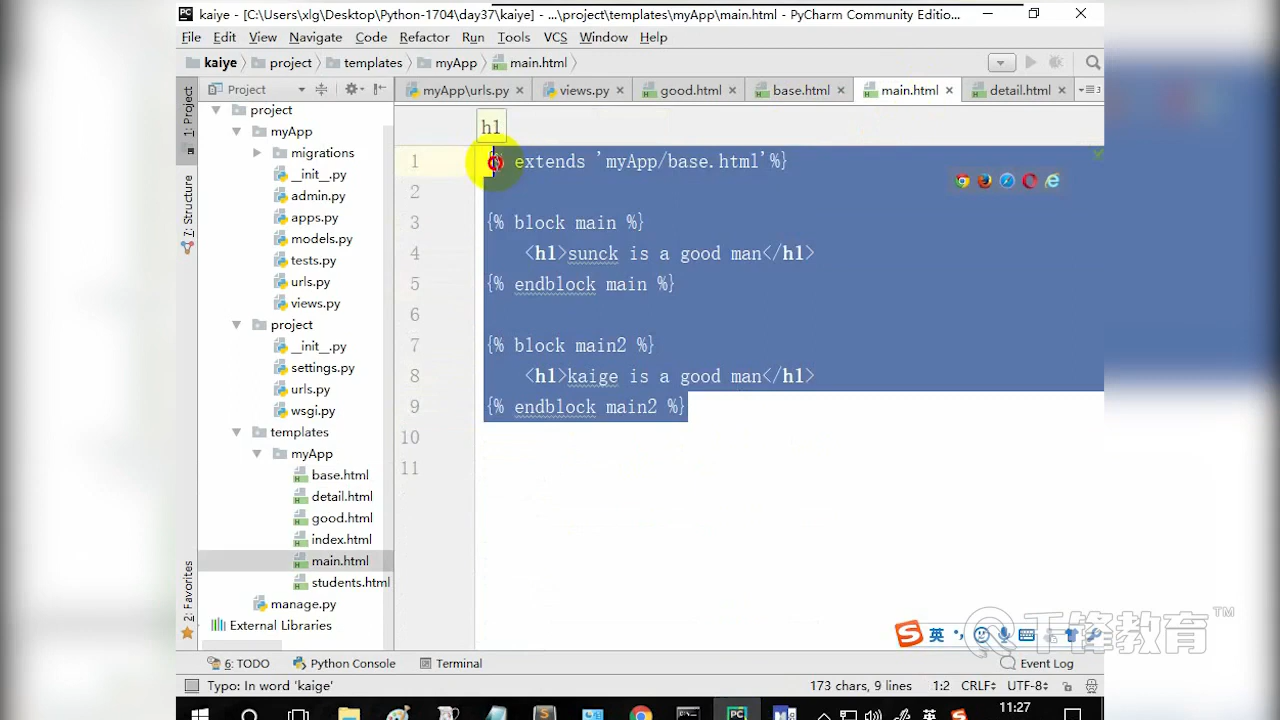 kaiye - [C:\Users\xlg\Desktop\Python-1704\day37\kaiye] - ...\project\templates\myApp\main.html - PyCharm Community Editio...
File Edit View Navigate Code Refactor Run Tools VCS Window Help
kaiye project templates myApp main.html
Project
myApp\urls.py views.py good.html base.html main.html detail.html
1: Project
7: Structure
2: Favorites
project
myApp
migrations
__init__.py
admin.py
apps.py
models.py
tests.py
urls.py
views.py
project
__init__.py
settings.py
urls.py
wsgi.py
templates
myApp
base.html
detail.html
good.html
index.html
main.html
students.html
manage.py
External Libraries
h1
1 {% extends 'myApp/base.html'%}
2
3 {% block main %}
4 <h1>sunck is a good man</h1>
5 {% endblock main %}
6
7 {% block main2 %}
8 <h1>kaige is a good man</h1>
9 {% endblock main2 %}
10
11
英
千锋教育 TM
6: TODO Python Console Terminal Event Log
Typo: In word 'kaige' 173 chars, 9 lines 1:2 CRLF UTF-8
英 11:27